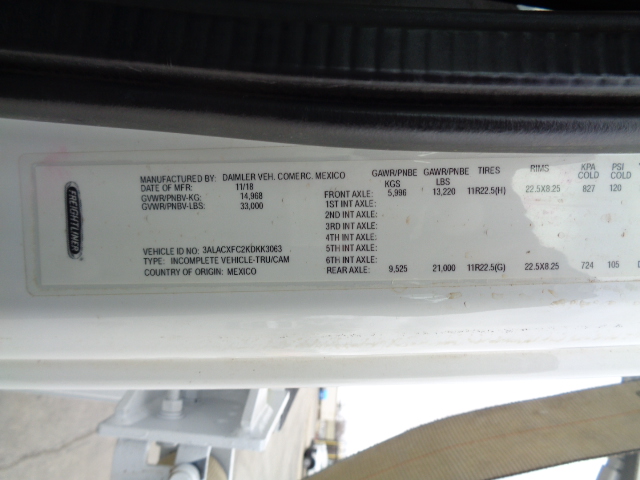 FREIGHTLINER
MANUFACTURED BY: DAIMLER VEH. COMERC. MEXICO
DATE OF MFR: 11/18
GVWR/PNBV-KG: 14,968
GVWR/PNBV-LBS: 33,000
VEHICLE ID NO.: 3ALACXFC2KDKK3063
TYPE: INCOMPLETE VEHICLE-TRU/CAM
COUNTRY OF ORIGIN: MEXICO
GAWR/PNBE KGS GAWR/PNBE LBS TIRES RIMS KPA COLD PSI COLD
FRONT AXLE: 5,996 13,220 11R22.5(H) 22.5X8.25 827 120
1ST INT AXLE:
2ND INT AXLE:
3RD INT AXLE:
4TH INT AXLE:
5TH INT AXLE:
6TH INT AXLE:
REAR AXLE: 9,525 21,000 11R22.5(G) 22.5X8.25 724 105